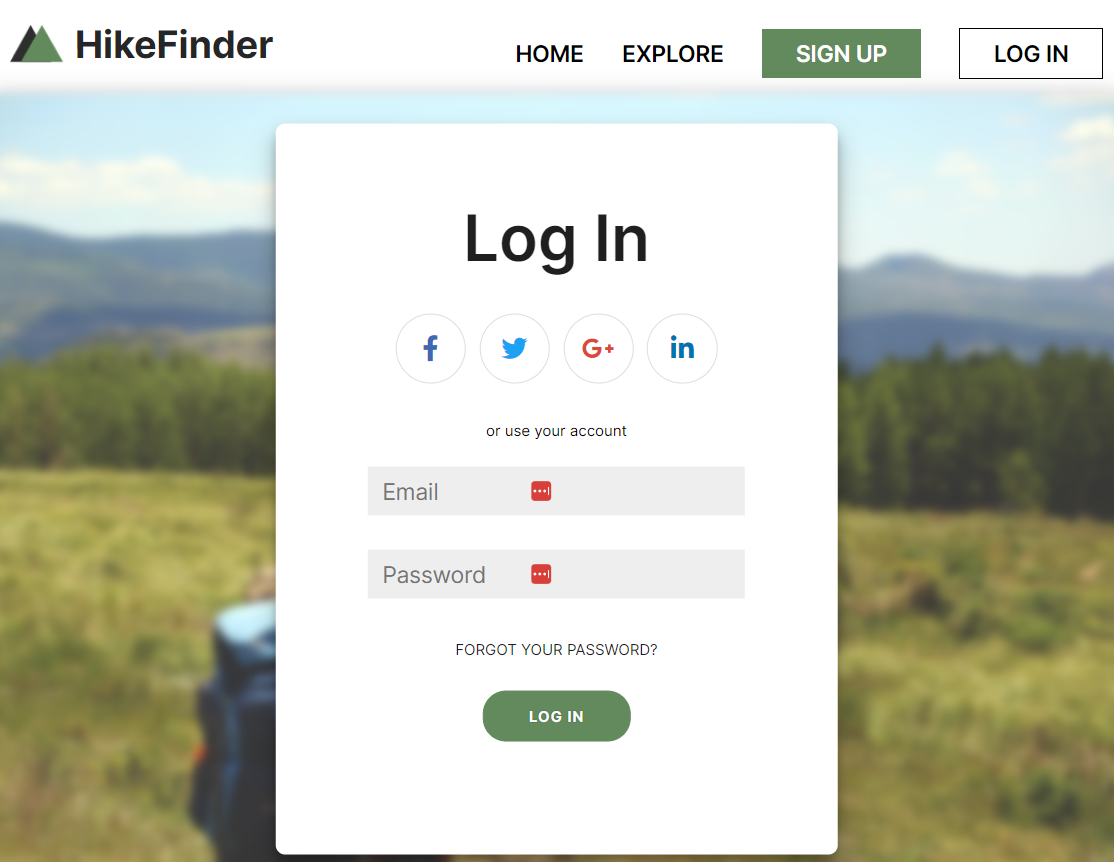 HikeFinder
HOME EXPLORE SIGN UP LOG IN
Log In
f G+ in
or use your account
Email
Password
FORGOT YOUR PASSWORD?
LOG IN